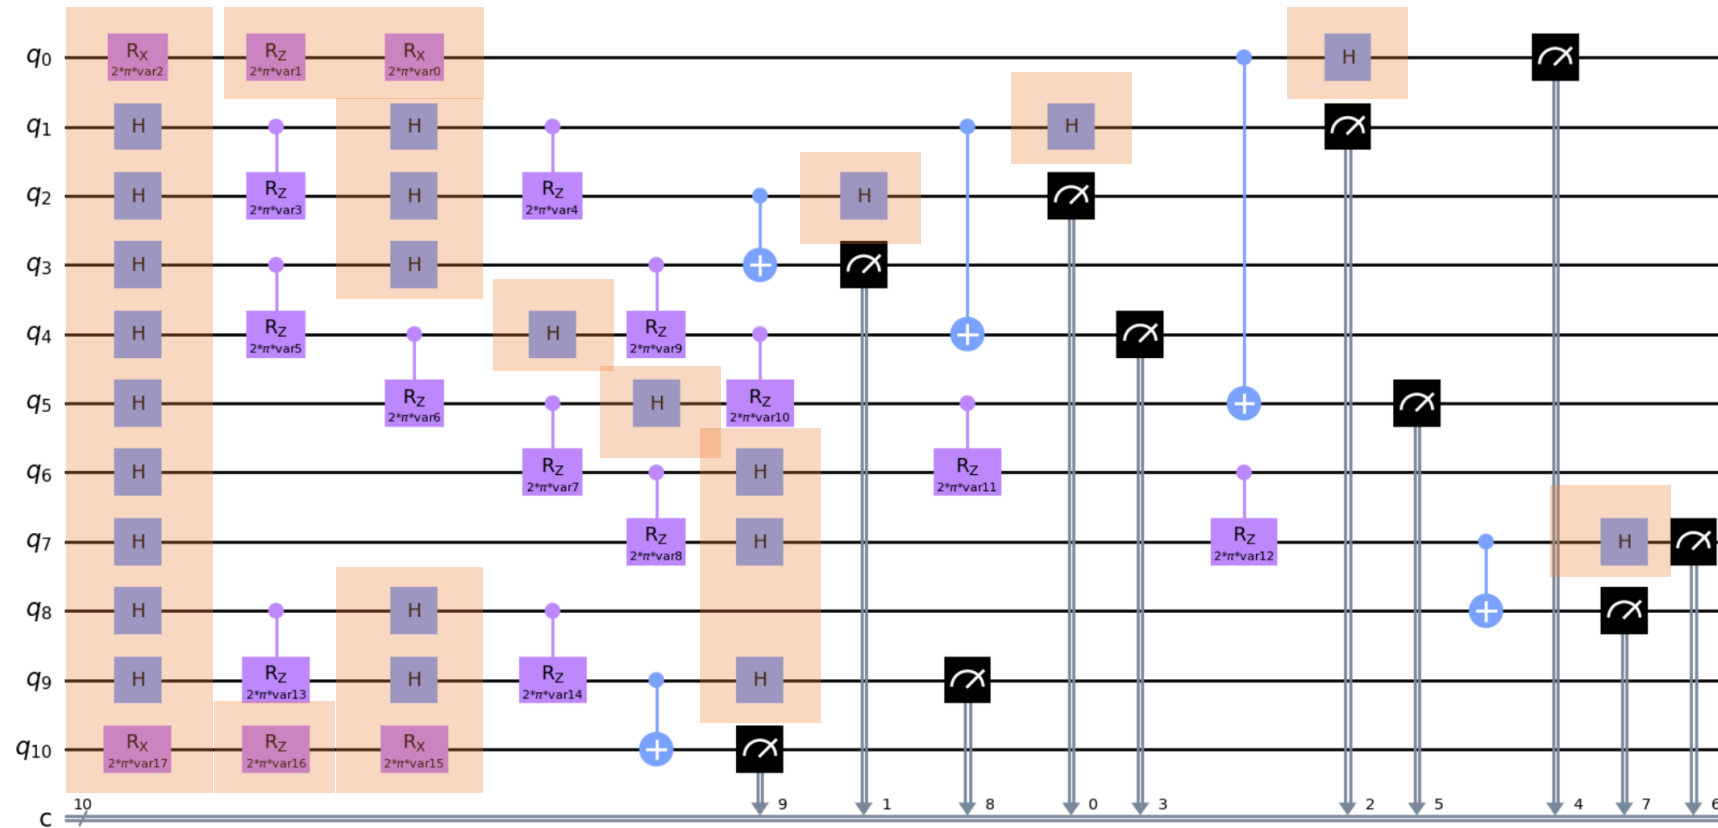 q0 RX 2*π*var2 RZ 2*π*var1 RX 2*π*var0 H
q1 H H H
q2 H RZ 2*π*var3 H RZ 2*π*var4 H
q3 H H
q4 H RZ 2*π*var5 H RZ 2*π*var9
q5 H RZ 2*π*var6 H RZ 2*π*var10
q6 H RZ 2*π*var7 H RZ 2*π*var11
q7 H RZ 2*π*var8 H RZ 2*π*var12 H
q8 H H
q9 H RZ 2*π*var13 H RZ 2*π*var14 H
q10 RX 2*π*var17 RZ 2*π*var16 RX 2*π*var15
10 9 1 8 0 3 2 5 4 7 6
c